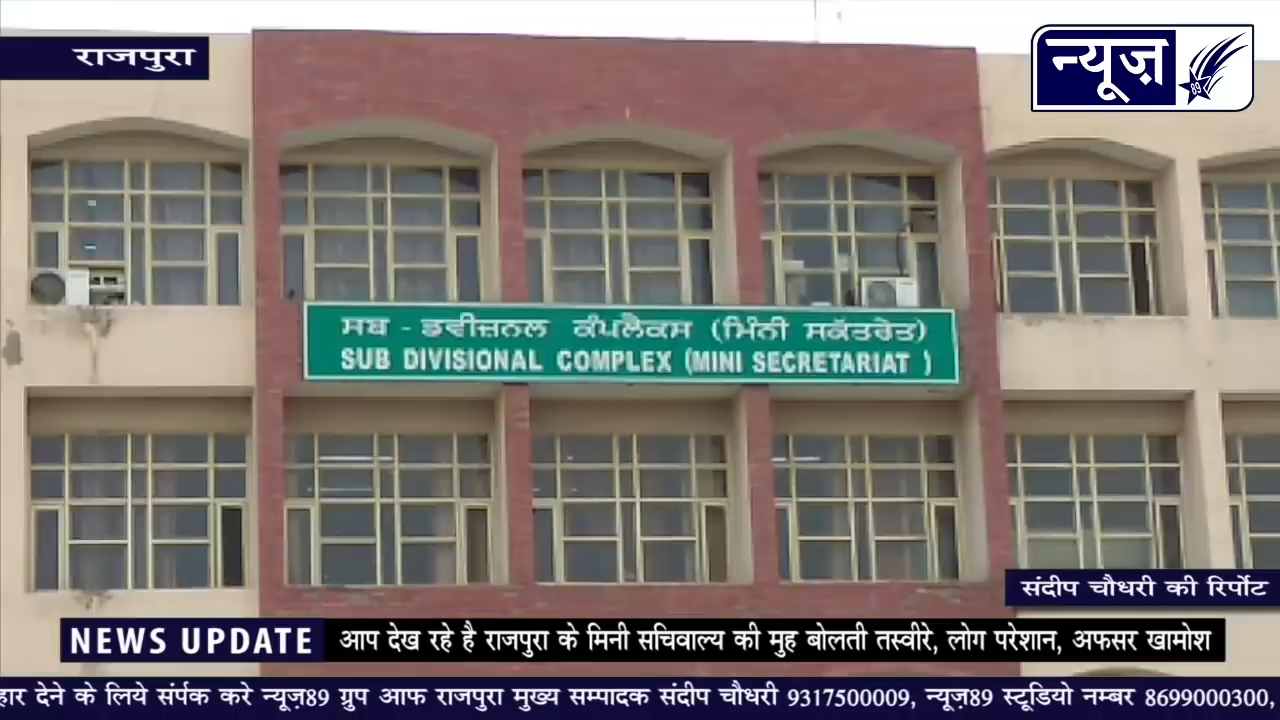 राजपुरा
न्यूज़
89
ਸਬ - ਡਵੀਜ਼ਨਲ ਕੰਪਲੈਕਸ (ਮਿੰਨੀ ਸਕੱਤਰੇਤ)
SUB DIVISIONAL COMPLEX (MINI SECRETARIAT )
संदीप चौधरी की रिर्पोट
NEWS UPDATE आप देख रहे है राजपुरा के मिनी सचिवाल्य की मुह बोलती तस्वीरे, लोग परेशान, अफसर खामोश
हार देने के लिये संर्पक करे न्यूज़89 ग्रुप आफ राजपुरा मुख्य सम्पादक संदीप चौधरी 9317500009, न्यूज़89 स्टूडियो नम्बर 8699000300,